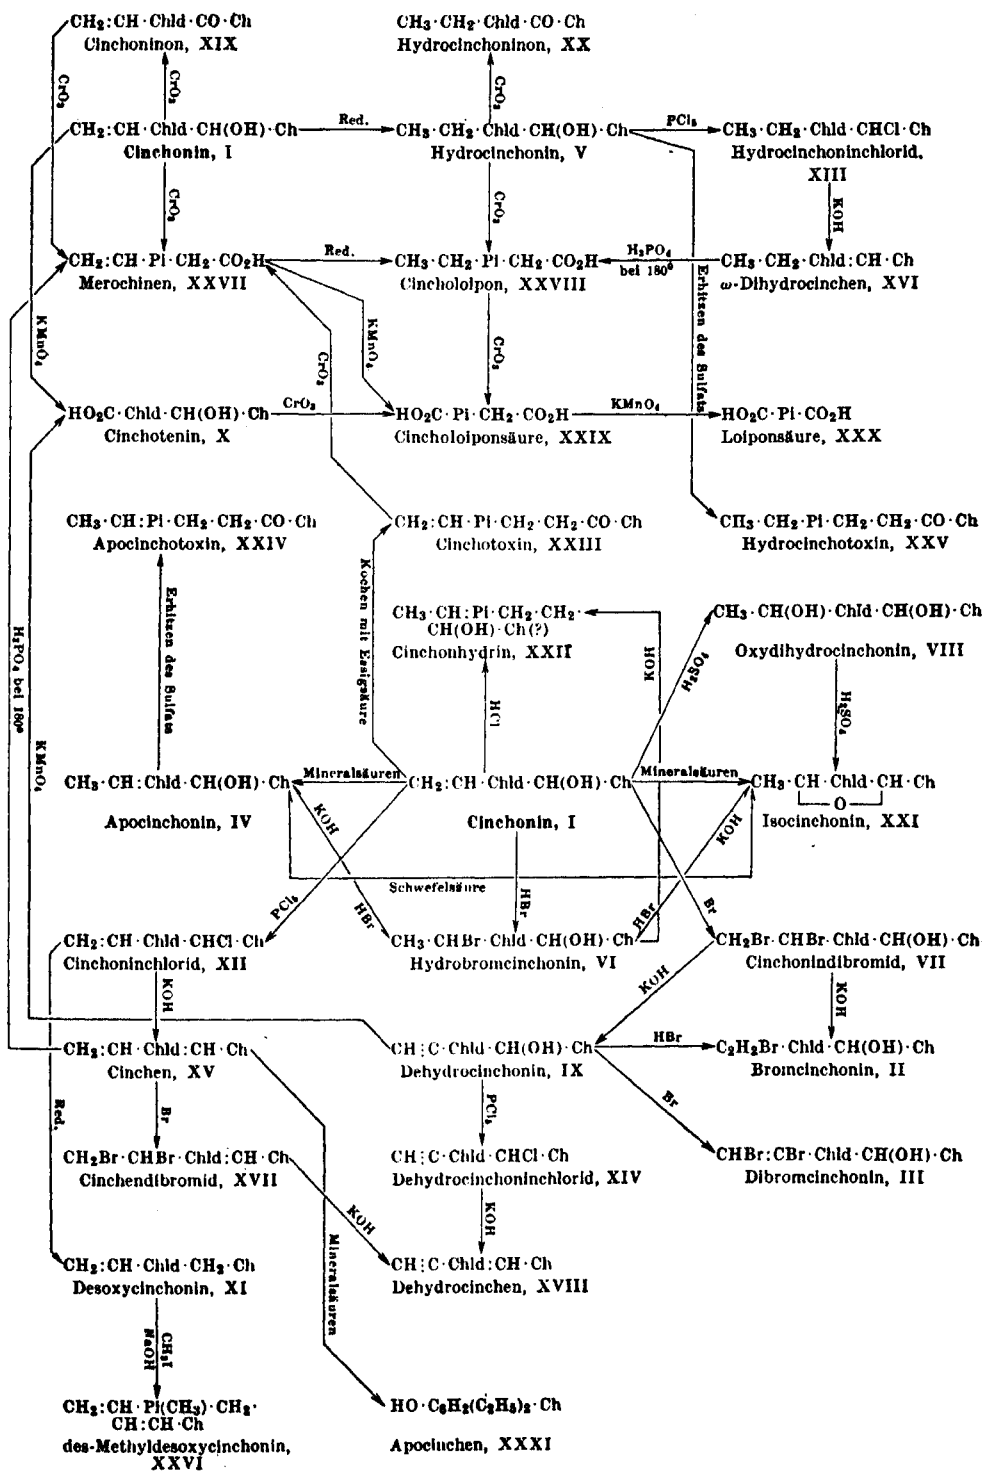 CH₂:CH·Chld·CO·Ch
Cinchoninon, XIX
CH₃·CH₂·Chld·CO·Ch
Hydrocinchoninon, XX
CrO₃
CrO₃
CrO₃
CH₂:CH·Chld·CH(OH)·Ch
Cinchonin, I
Red.
CH₃·CH₂·Chld·CH(OH)·Ch
Hydrocinchonin, V
PCl₅
CH₃·CH₂·Chld·CHCl·Ch
Hydrocinchoninchlorid,
XIII
CrO₃
CrO₃
KOH
CH₂:CH·Pi·CH₂·CO₂H
Merochinen, XXVII
Red.
CH₃·CH₂·Pi·CH₂·CO₂H
Cincholoipon, XXVIII
H₃PO₄
bei 180°
CH₃·CH₂·Chld:CH·Ch
ω-Dihydrocinchen, XVI
KMnO₄
CrO₃
KMnO₄
CrO₃
Erhitzen des Sulfats
HO₂C·Chld·CH(OH)·Ch
Cinchotenin, X
CrO₃
HO₂C·Pi·CH₂·CO₂H
Cincholoiponsäure, XXIX
KMnO₄
HO₂C·Pi·CO₂H
Loiponsäure, XXX
CH₃·CH:Pi·CH₂·CH₂·CO·Ch
Apocinchotoxin, XXIV
CH₂:CH·Pi·CH₂·CH₂·CO·Ch
Cinchotoxin, XXIII
CH₃·CH₂·Pi·CH₂·CH₂·CO·Ch
Hydrocinchotoxin, XXV
Erhitzen des Sulfats
Kochen mit Essigsäure
CH₃·CH:Pi·CH₂·CH₂·
CH(OH)·Ch(?)
Cinchonhydrin, XXII
CH₃·CH(OH)·Chld·CH(OH)·Ch
Oxydihydrocinchonin, VIII
H₃PO₄ bei 180°
KMnO₄
HCl
KOH
H₂SO₄
H₂SO₄
CH₃·CH:Chld·CH(OH)·Ch
Apocinchonin, IV
Mineralsäuren
CH₂:CH·Chld·CH(OH)·Ch
Cinchonin, I
Mineralsäuren
CH₃·CH·Chld·CH·Ch
O
Isocinchonin, XXI
KOH
KOH
Schwefelsäure
PCl₅
HBr
HBr
HBr
Br
CH₂:CH·Chld·CHCl·Ch
Cinchoninchlorid, XII
CH₃·CHBr·Chld·CH(OH)·Ch
Hydrobromcinchonin, VI
CH₂Br·CHBr·Chld·CH(OH)·Ch
Cinchonindibromid, VII
KOH
KOH
KOH
CH₂:CH·Chld:CH·Ch
Cinchen, XV
CH⋮C·Chld·CH(OH)·Ch
Dehydrocinchonin, IX
HBr
C₂H₂Br·Chld·CH(OH)·Ch
Bromcinchonin, II
Red.
Br
PCl₅
Br
CH₂Br·CHBr·Chld:CH·Ch
Cinchendibromid, XVII
CH⋮C·Chld·CHCl·Ch
Dehydrocinchoninchlorid, XIV
CHBr:CBr·Chld·CH(OH)·Ch
Dibromcinchonin, III
KOH
KOH
CH₂:CH·Chld·CH₂·Ch
Desoxycinchonin, XI
Mineralsäuren
CH⋮C·Chld:CH·Ch
Dehydrocinchen, XVIII
CH₃I
NaOH
CH₂:CH·Pi(CH₃)·CH₂·
CH:CH·Ch
des-Methyldesoxycinchonin,
XXVI
HO·C₆H₂(C₂H₅)₂·Ch
Apocinchen, XXXI